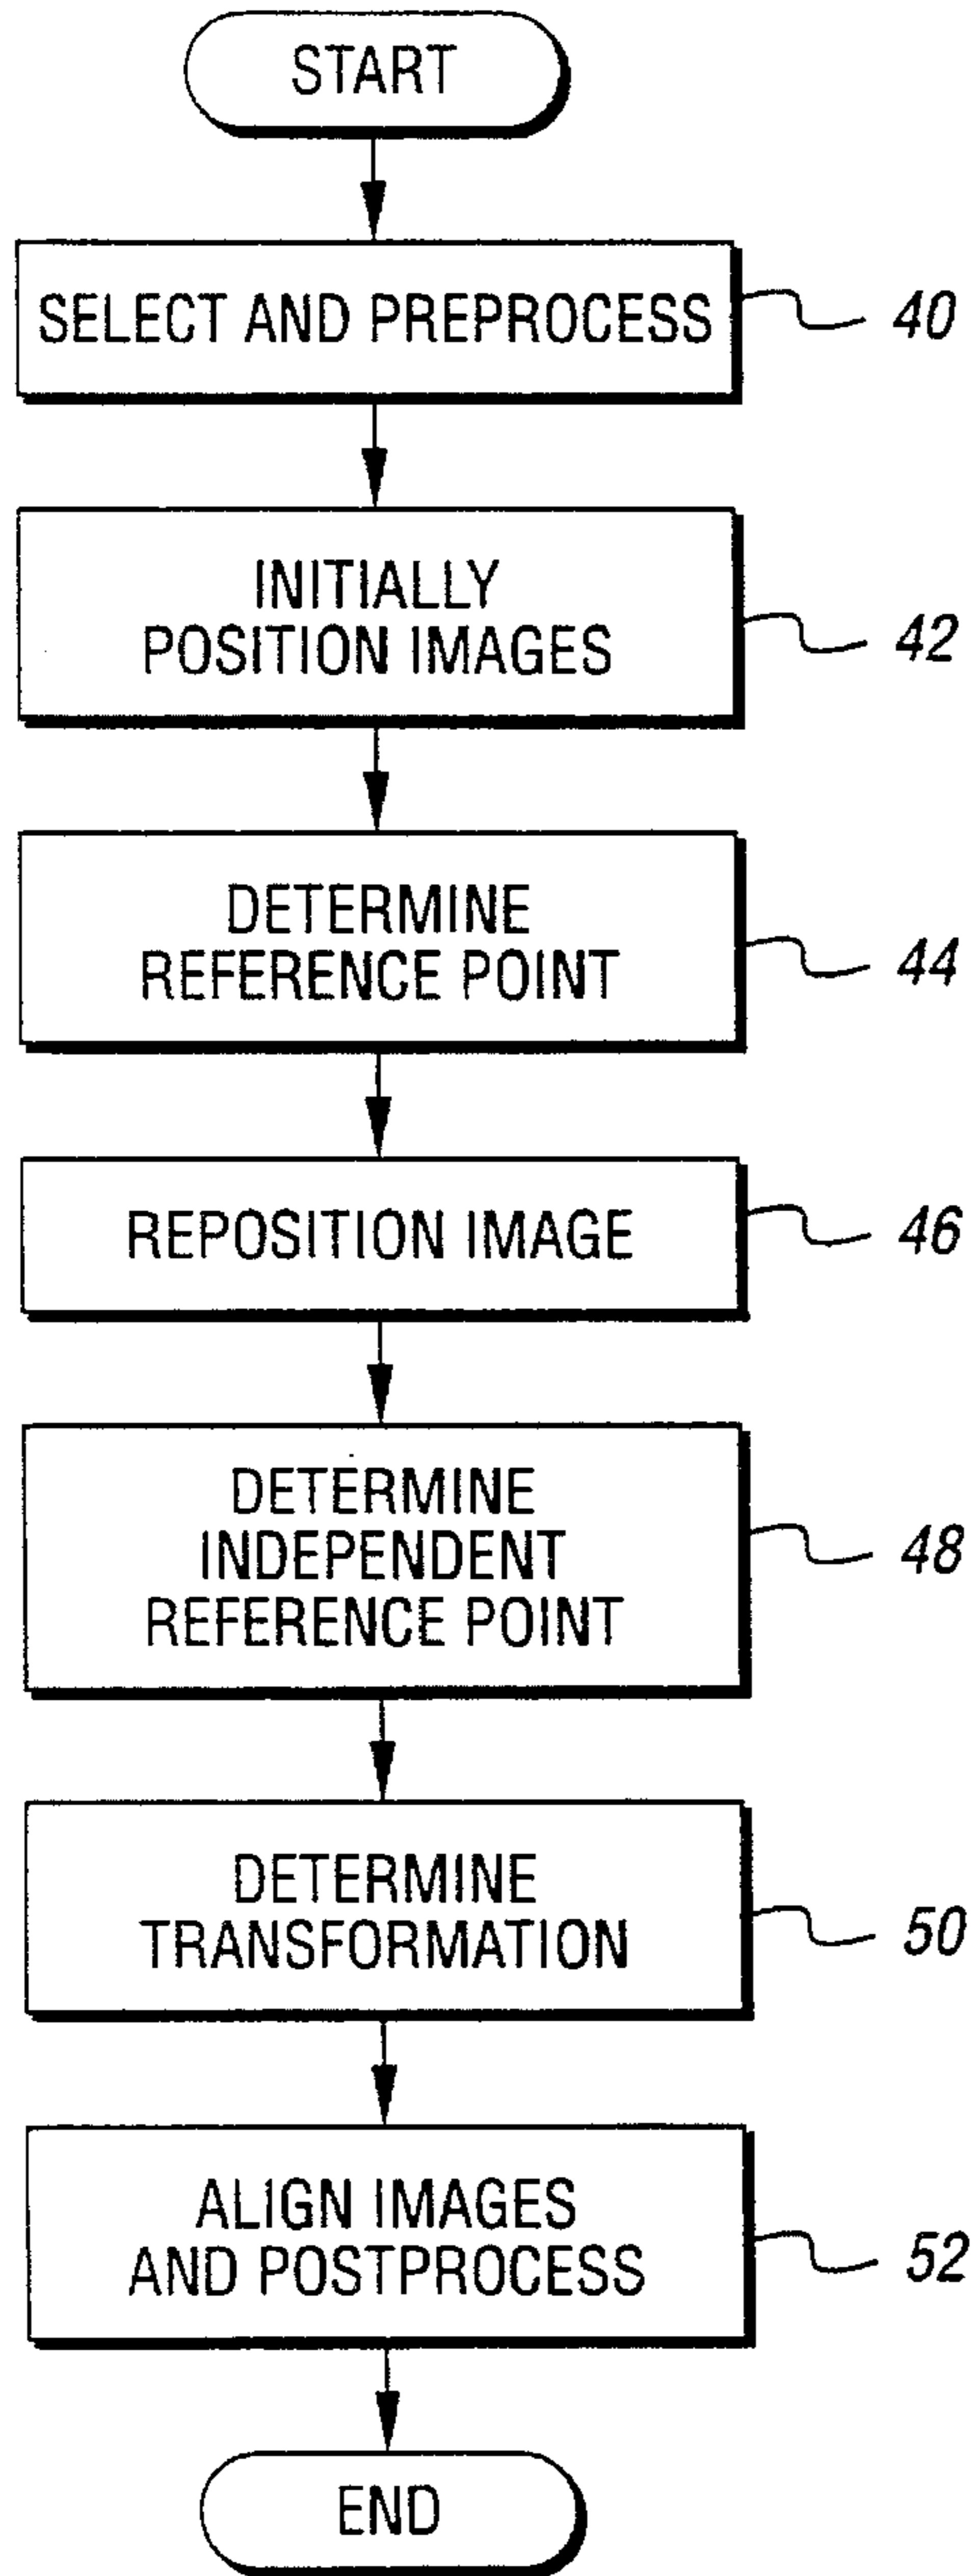 START
SELECT AND PREPROCESS
40
INITIALLY
POSITION IMAGES
42
DETERMINE
REFERENCE POINT
44
REPOSITION IMAGE
46
DETERMINE
INDEPENDENT
REFERENCE POINT
48
DETERMINE
TRANSFORMATION
50
ALIGN IMAGES
AND POSTPROCESS
52
END